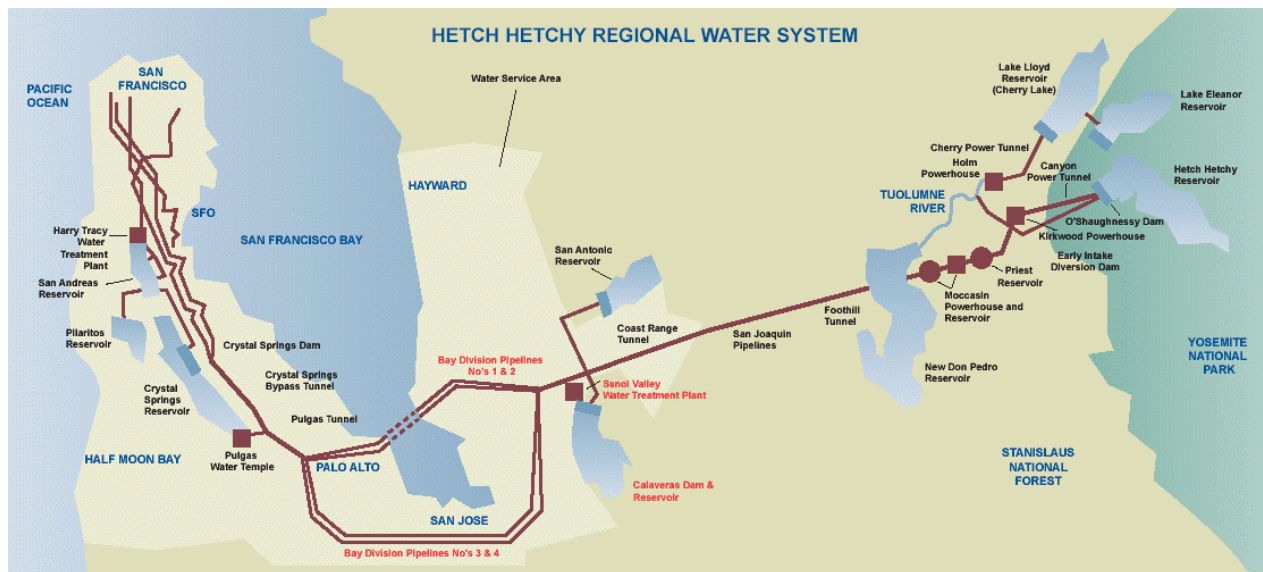 HETCH HETCHY REGIONAL WATER SYSTEM
PACIFIC
OCEAN
SAN
FRANCISCO
Water Service Area
Lake Lloyd
Reservoir
(Cherry Lake)
Lake Eleanor
Reservoir
Cherry Power Tunnel
Holm
Powerhouse
Canyon
Power Tunnel
Hetch Hetchy
Reservoir
HAYWARD
TUOLUMNE
RIVER
SFO
O'Shaughnessy Dam
Kirkwood Powerhouse
Harry Tracy
Water
Treatment
Plant
SAN FRANCISCO BAY
San Antonic
Reservoir
Early Intake
Diversion Dam
Priest
Reservoir
San Andreas
Reservoir
Moccasin
Powerhouse and
Reservoir
Foothill
Tunnel
Pilaritos
Reservoir
Coast Range
Tunnel
San Joaquin
Pipelines
Crystal Springs Dam
YOSEMITE
NATIONAL
PARK
Bay Division Pipelines
No's 1 & 2
New Don Pedro
Reservoir
Crystal Springs
Bypass Tunnel
Crystal
Springs
Reservoir
Sunol Valley
Water Treatment Plant
Pulgas Tunnel
HALF MOON BAY
Pulgas
Water Temple
PALO ALTO
STANISLAUS
NATIONAL
FOREST
Calaveras Dam &
Reservoir
SAN JOSE
Bay Division Pipelines No's 3 & 4